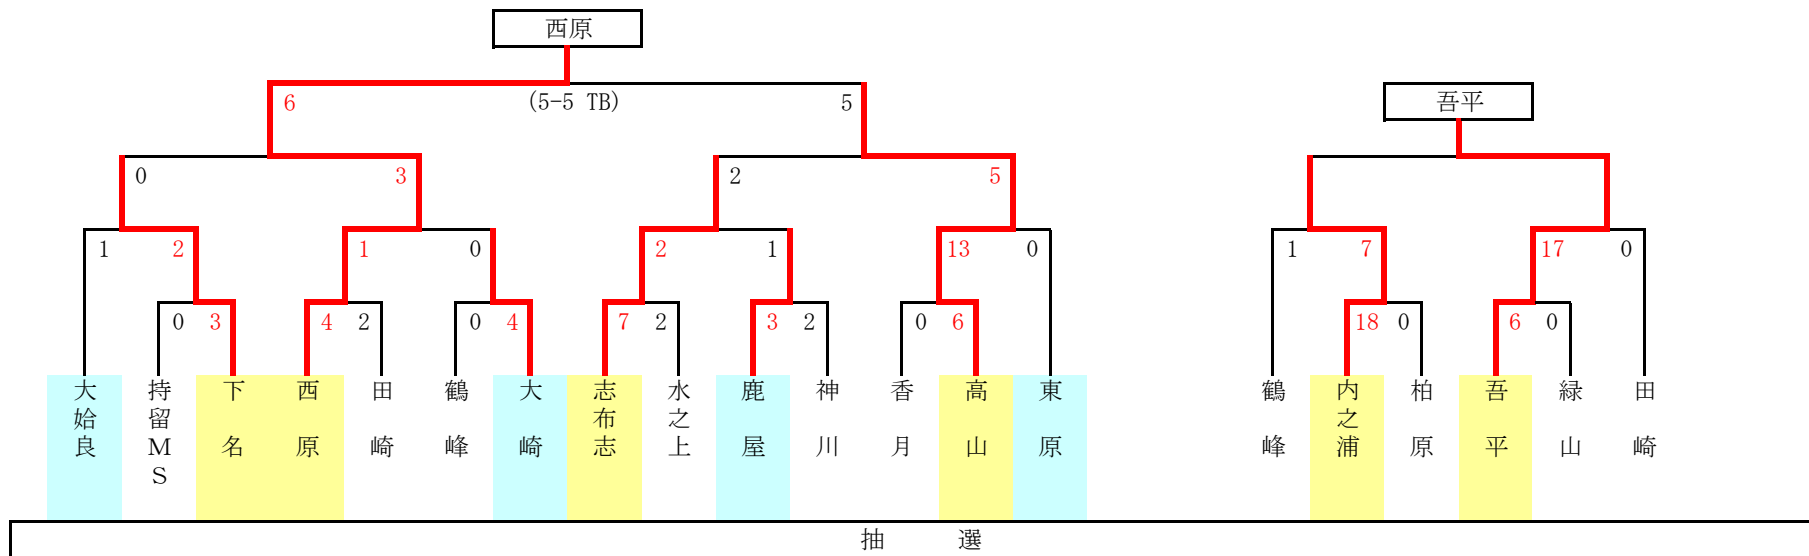 西原
6 (5-5 TB) 5
吾平
0 3 2 5
1 2 1 0 2 1 13 0 1 7 17 0
0 3 4 2 0 4 7 2 3 2 0 6 18 0 6 0
大姶良
持留MS
下名
西原
田崎
鶴峰
大崎
志布志
水之上
鹿屋
神川
香月
高山
東原
鶴峰
内之浦
柏原
吾平
緑山
田崎
抽選